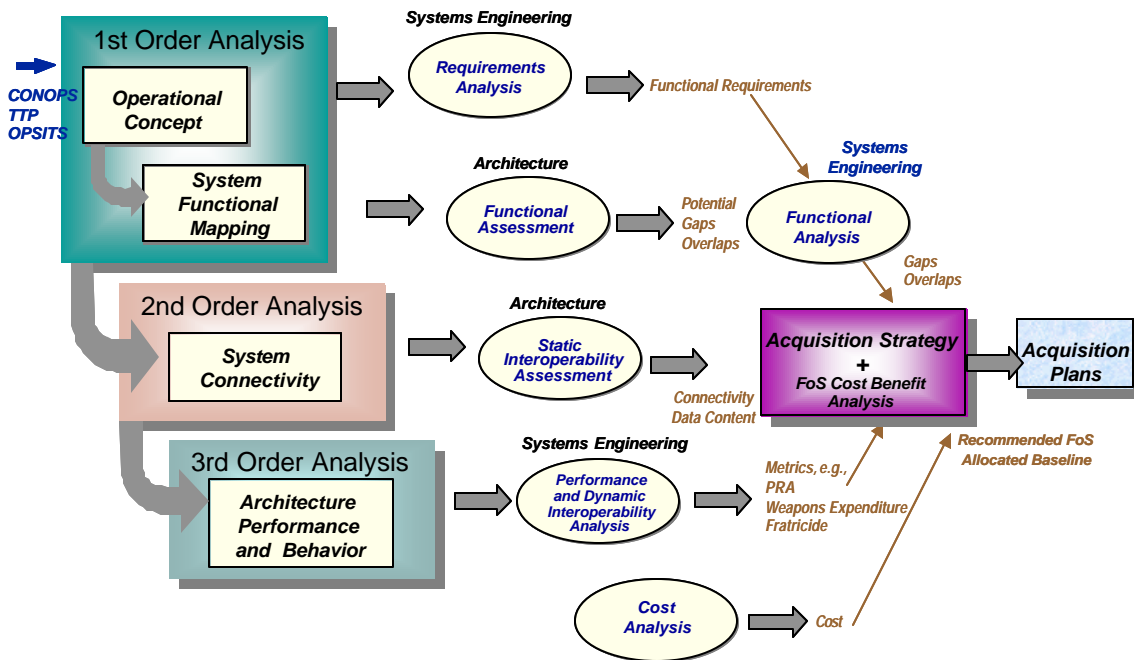 1st Order Analysis
CONOPS
TTP
OPSITS
Operational
Concept
System
Functional
Mapping
Systems Engineering
Requirements
Analysis
Functional Requirements
Architecture
Functional
Assessment
Potential
Gaps
Overlaps
Systems
Engineering
Functional
Analysis
Gaps
Overlaps
2nd Order Analysis
System
Connectivity
Architecture
Static
Interoperability
Assessment
Connectivity
Data Content
Acquisition Strategy
+
FoS Cost Benefit
Analysis
Acquisition
Plans
3rd Order Analysis
Architecture
Performance
and Behavior
Systems Engineering
Performance
and Dynamic
Interoperability
Analysis
Metrics, e.g.,
PRA
Weapons Expenditure
Fratricide
Recommended FoS
Allocated Baseline
Cost
Analysis
Cost